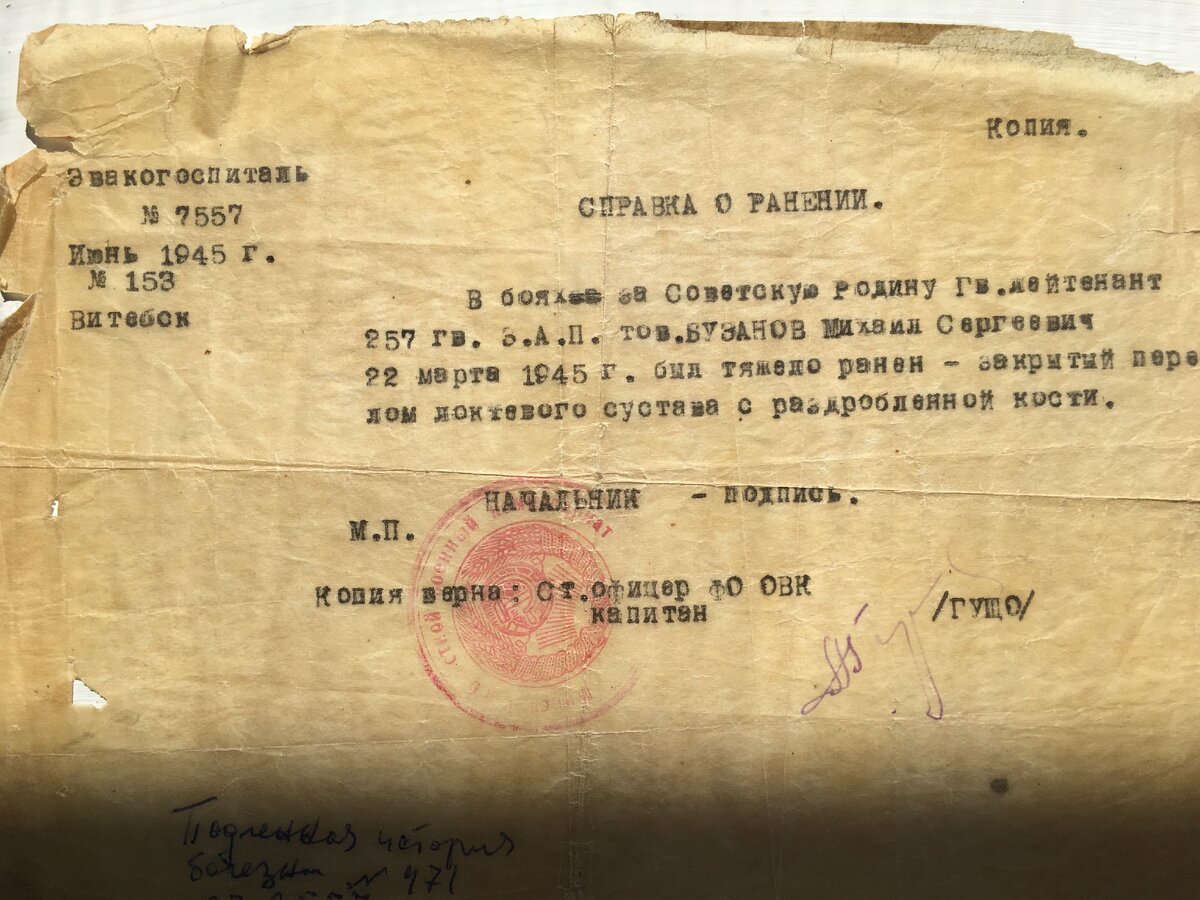 Копия.
Эвакогоспиталь
№ 7557
Июнь 1945 г.
№ 153
Витебск
СПРАВКА О РАНЕНИИ.
В боях за Советскую Родину Гв.лейтенант
257 гв. З.А.П. тов.БУЗАНОВ Михаил Сергеевич
22 марта 1945 г. был тяжело ранен - закрытый пере
лом локтевого сустава с раздробленной кости.
НАЧАЛЬНИК - подпись.
М.П.
Копия верна: Ст.офицер ФО ОВК
капитан /ГУЩО/
Подленная история
болезни № 971